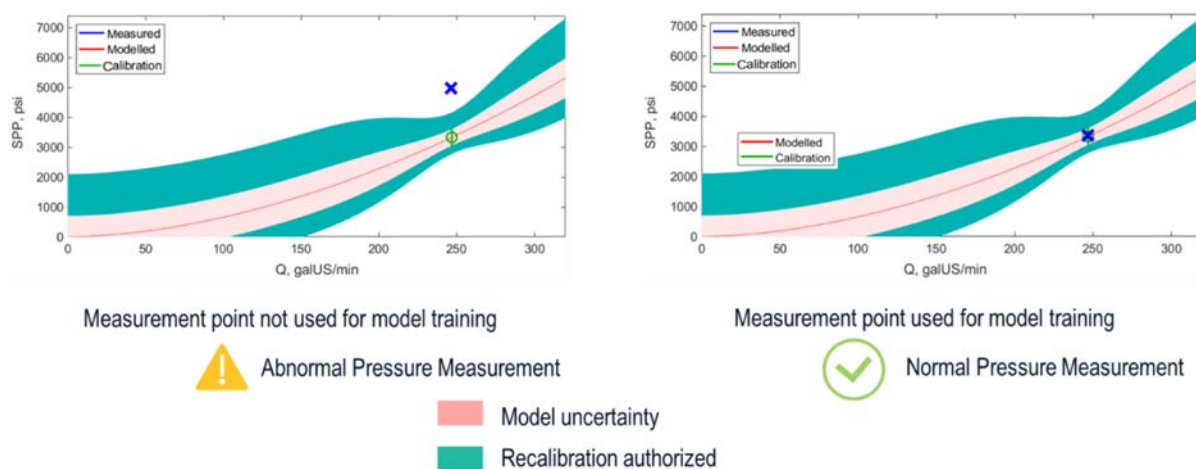 7000
6000
5000
4000
3000
2000
1000
0
SPP, psi
Measured
Modelled
Calibration
0 50 100 150 200 250 300
Q, galUS/min
7000
6000
5000
4000
3000
2000
1000
0
SPP, psi
Measured
Modelled
Calibration
Modelled
Calibration
0 50 100 150 200 250 300
Q, galUS/min
Measurement point not used for model training
Abnormal Pressure Measurement
Measurement point used for model training
Normal Pressure Measurement
Model uncertainty
Recalibration authorized